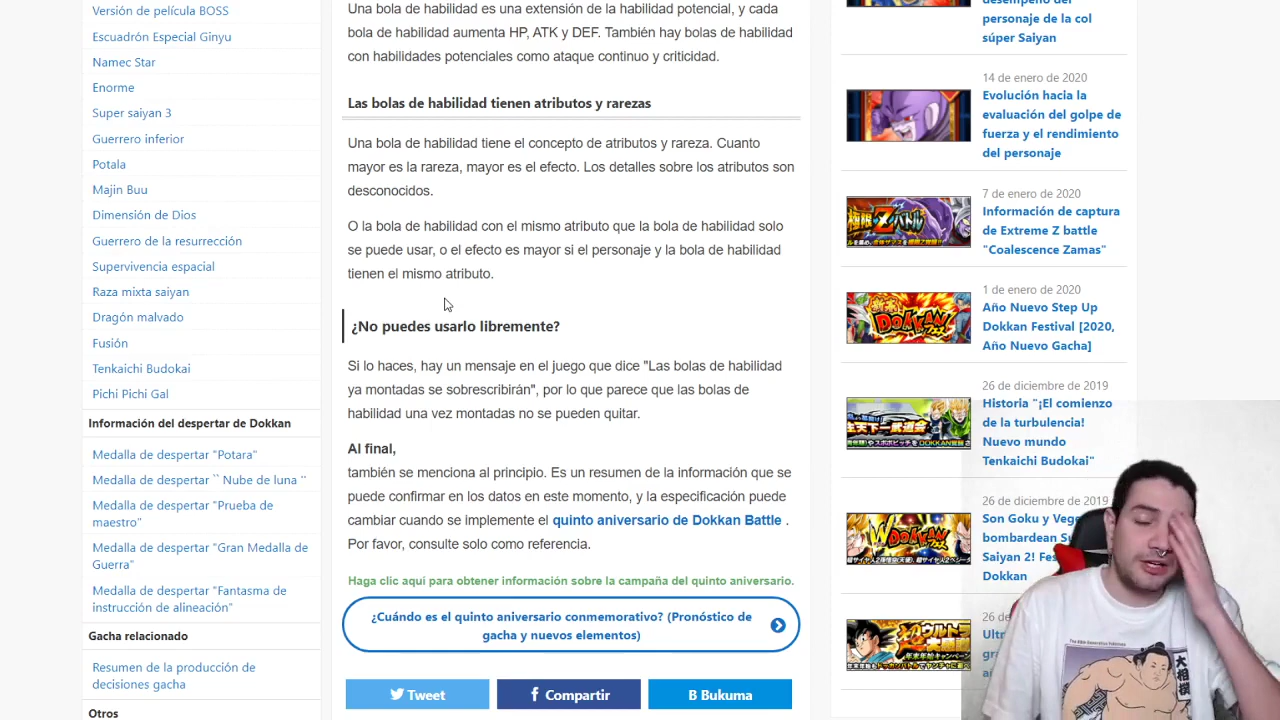 Versión de película BOSS
Escuadrón Especial Ginyu
Namec Star
Enorme
Super saiyan 3
Guerrero inferior
Potala
Majin Buu
Dimensión de Dios
Guerrero de la resurrección
Supervivencia espacial
Raza mixta saiyan
Dragón malvado
Fusión
Tenkaichi Budokai
Pichi Pichi Gal
Información del despertar de Dokkan
Medalla de despertar "Potara"
Medalla de despertar `` Nube de luna ''
Medalla de despertar "Prueba de
maestro"
Medalla de despertar "Gran Medalla de
Guerra"
Medalla de despertar "Fantasma de
instrucción de alineación"
Gacha relacionado
Resumen de la producción de
decisiones gacha
Otros
Una bola de habilidad es una extensión de la habilidad potencial, y cada
bola de habilidad aumenta HP, ATK y DEF. También hay bolas de habilidad
con habilidades potenciales como ataque continuo y criticidad.
Las bolas de habilidad tienen atributos y rarezas
Una bola de habilidad tiene el concepto de atributos y rareza. Cuanto
mayor es la rareza, mayor es el efecto. Los detalles sobre los atributos son
desconocidos.
O la bola de habilidad con el mismo atributo que la bola de habilidad solo
se puede usar, o el efecto es mayor si el personaje y la bola de habilidad
tienen el mismo atributo.
¿No puedes usarlo libremente?
Si lo haces, hay un mensaje en el juego que dice "Las bolas de habilidad
ya montadas se sobrescribirán", por lo que parece que las bolas de
habilidad una vez montadas no se pueden quitar.
Al final,
también se menciona al principio. Es un resumen de la información que se
puede confirmar en los datos en este momento, y la especificación puede
cambiar cuando se implemente el quinto aniversario de Dokkan Battle .
Por favor, consulte solo como referencia.
Haga clic aquí para obtener información sobre la campaña del quinto aniversario.
¿Cuándo es el quinto aniversario conmemorativo? (Pronóstico de
gacha y nuevos elementos)
Tweet
Compartir
B Bukuma
desempeño del
personaje de la col
súper Saiyan
14 de enero de 2020
Evolución hacia la
evaluación del golpe de
fuerza y el rendimiento
del personaje
7 de enero de 2020
Información de captura
de Extreme Z battle
"Coalescence Zamas"
1 de enero de 2020
Año Nuevo Step Up
Dokkan Festival [2020,
Año Nuevo Gacha]
26 de diciembre de 2019
Historia "¡El comienzo
de la turbulencia!
Nuevo mundo
Tenkaichi Budokai"
26 de diciembre de 2019
Son Goku y Vege
bombardean Su
Saiyan 2! Fes
Dokkan
26 de
Ultr
gra